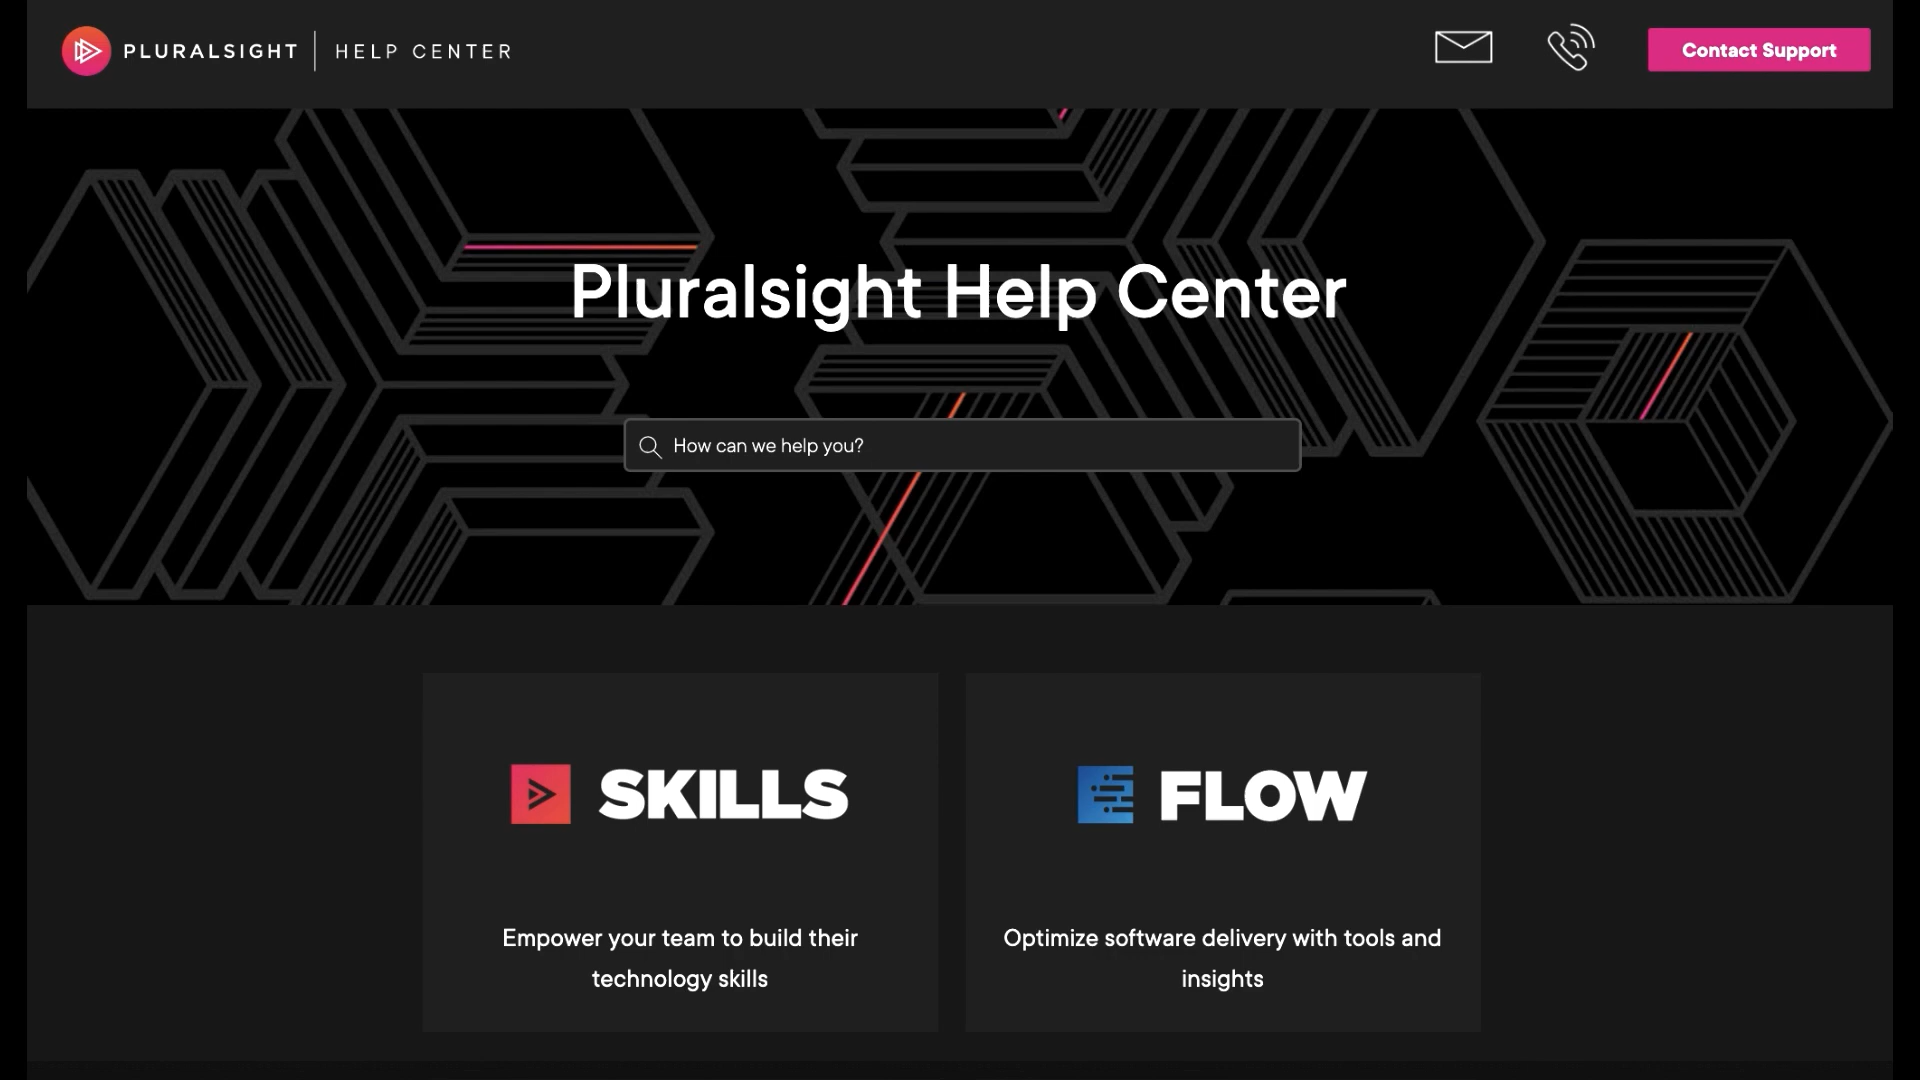 PLURALSIGHT | HELP CENTER
Contact Support
Pluralsight Help Center
How can we help you?
SKILLS
Empower your team to build their
technology skills
FLOW
Optimize software delivery with tools and
insights